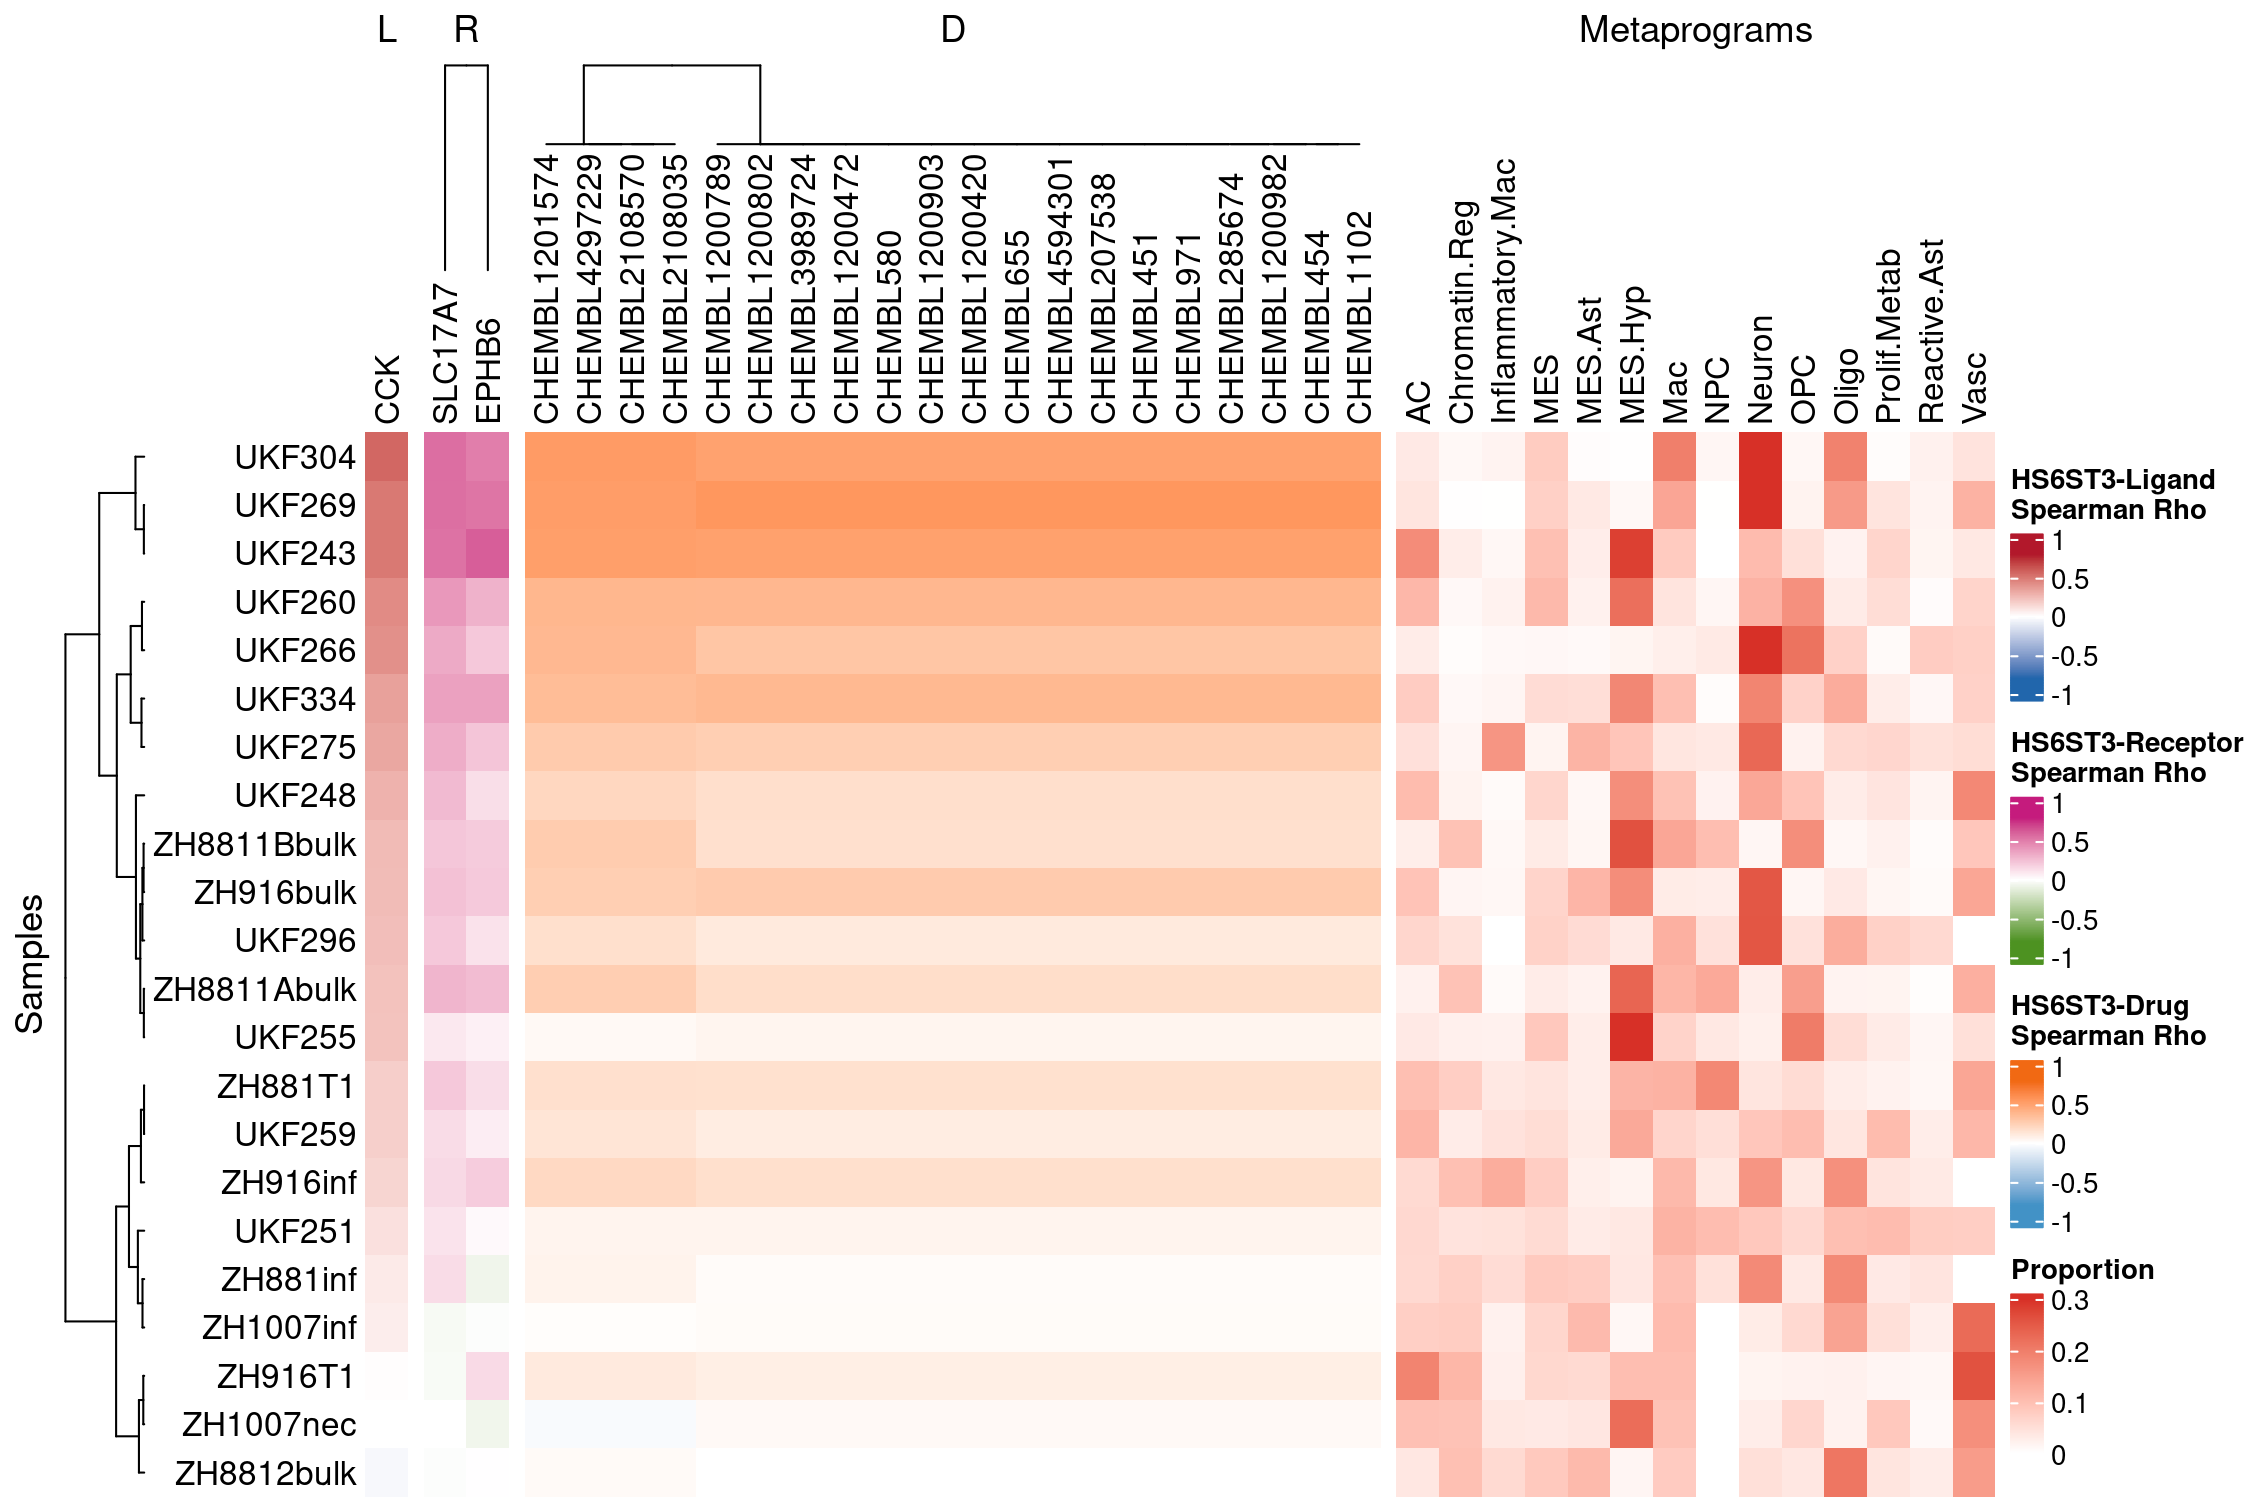 L R D Metaprograms
CHEMBL1201574
CHEMBL4297229
CHEMBL2108570
CHEMBL2108035
CHEMBL1200789
CHEMBL1200802
CHEMBL3989724
CHEMBL1200472
CHEMBL580
CHEMBL1200903
CHEMBL1200420
CHEMBL655
CHEMBL4594301
CHEMBL207538
CHEMBL451
CHEMBL971
CHEMBL285674
CHEMBL1200982
CHEMBL454
CHEMBL1102
CCK
SLC17A7
EPHB6
AC
Chromatin.Reg
Inflammatory.Mac
MES
MES.Ast
MES.Hyp
Mac
NPC
Neuron
OPC
Oligo
Prolif.Metab
Reactive.Ast
Vasc
Samples
UKF304
UKF269
UKF243
UKF260
UKF266
UKF334
UKF275
UKF248
ZH8811Bbulk
ZH916bulk
UKF296
ZH8811Abulk
UKF255
ZH881T1
UKF259
ZH916inf
UKF251
ZH881inf
ZH1007inf
ZH916T1
ZH1007nec
ZH8812bulk
HS6ST3-Ligand
Spearman Rho
1
0.5
0
-0.5
-1
HS6ST3-Receptor
Spearman Rho
1
0.5
0
-0.5
-1
HS6ST3-Drug
Spearman Rho
1
0.5
0
-0.5
-1
Proportion
0.3
0.2
0.1
0